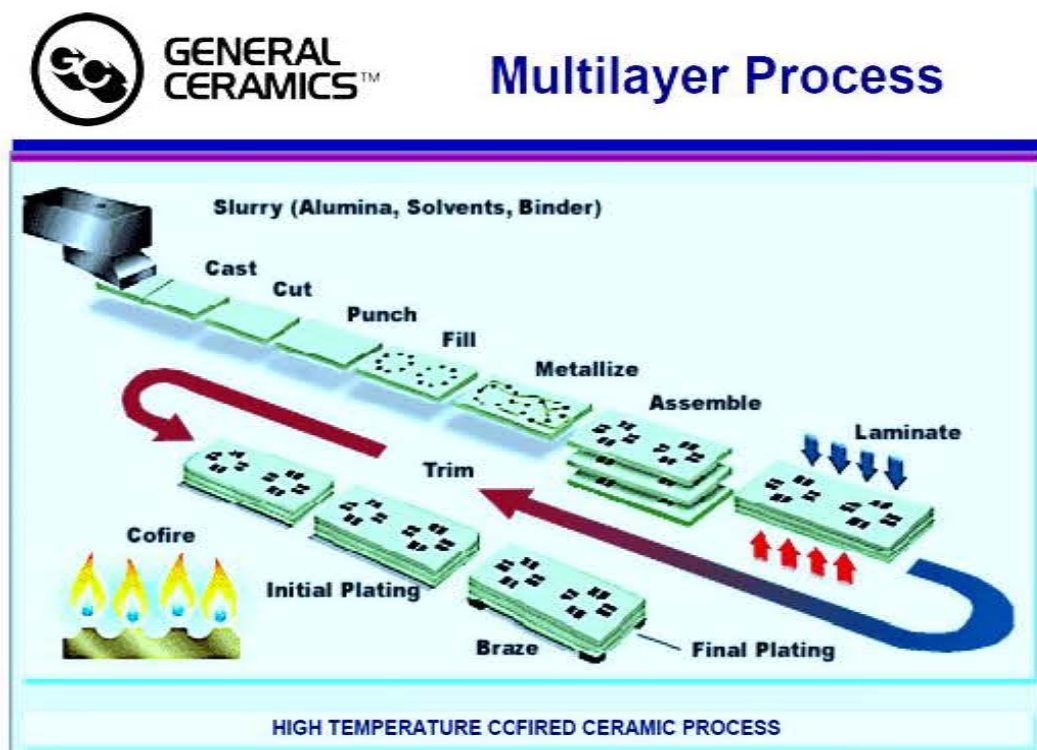 GC
GENERAL
CERAMICS™
Multilayer Process
Slurry (Alumina, Solvents, Binder)
Cast
Cut
Punch
Fill
Metallize
Assemble
Laminate
Trim
Cofire
Initial Plating
Braze
Final Plating
HIGH TEMPERATURE CCFIRED CERAMIC PROCESS